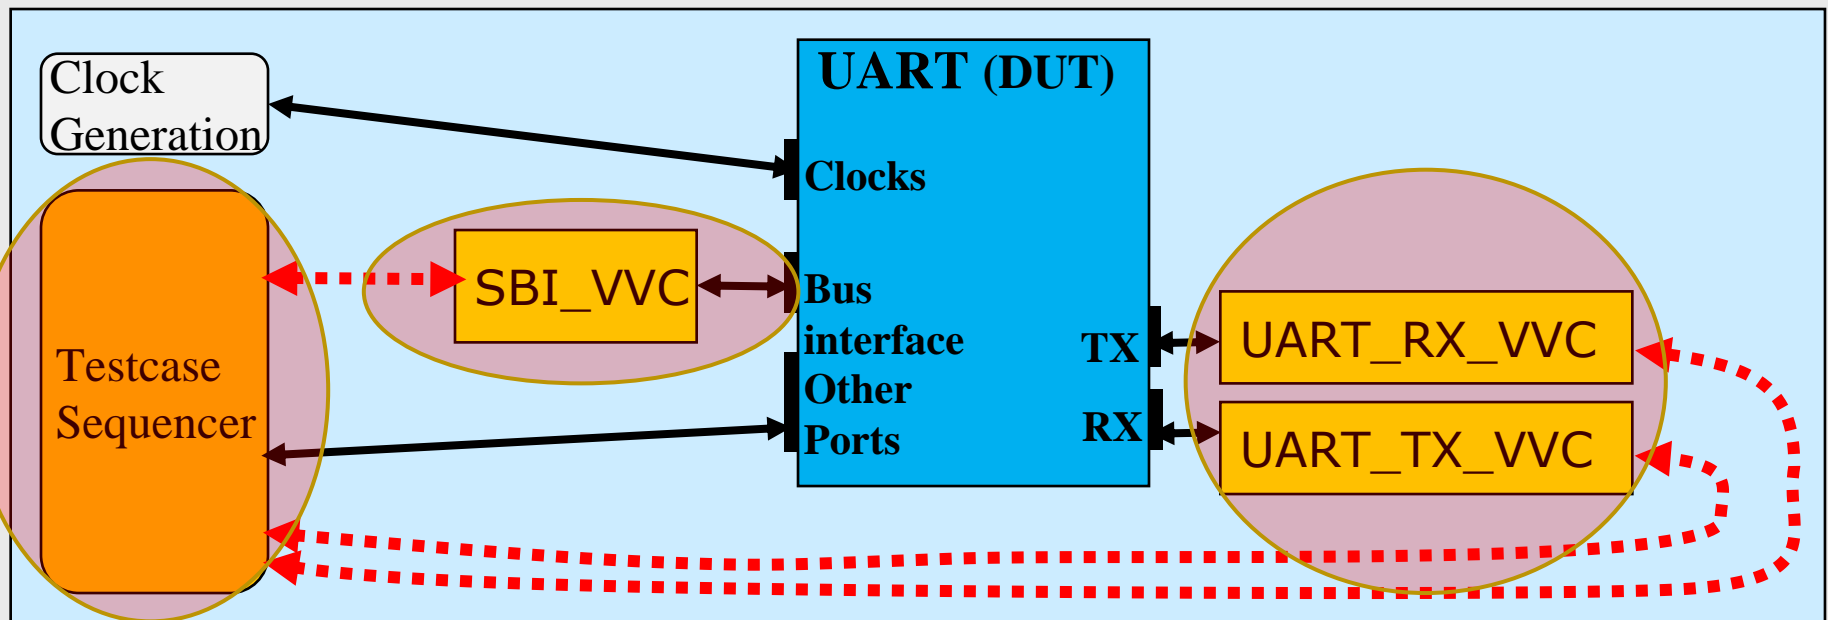 Clock
Generation
UART (DUT)
Clocks
SBI_VVC
Bus
interface
Testcase
Sequencer
Other
Ports
TX
RX
UART_RX_VVC
UART_TX_VVC